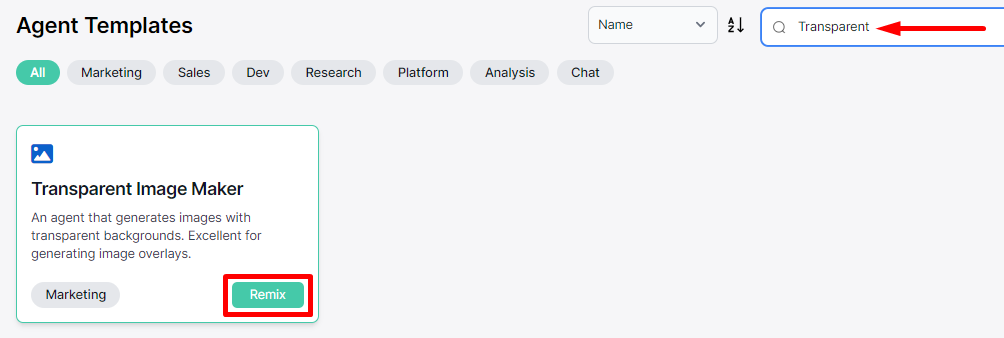 Agent Templates
Name
Transparent
All
Marketing
Sales
Dev
Research
Platform
Analysis
Chat
Transparent Image Maker
An agent that generates images with
transparent backgrounds. Excellent for
generating image overlays.
Marketing
Remix